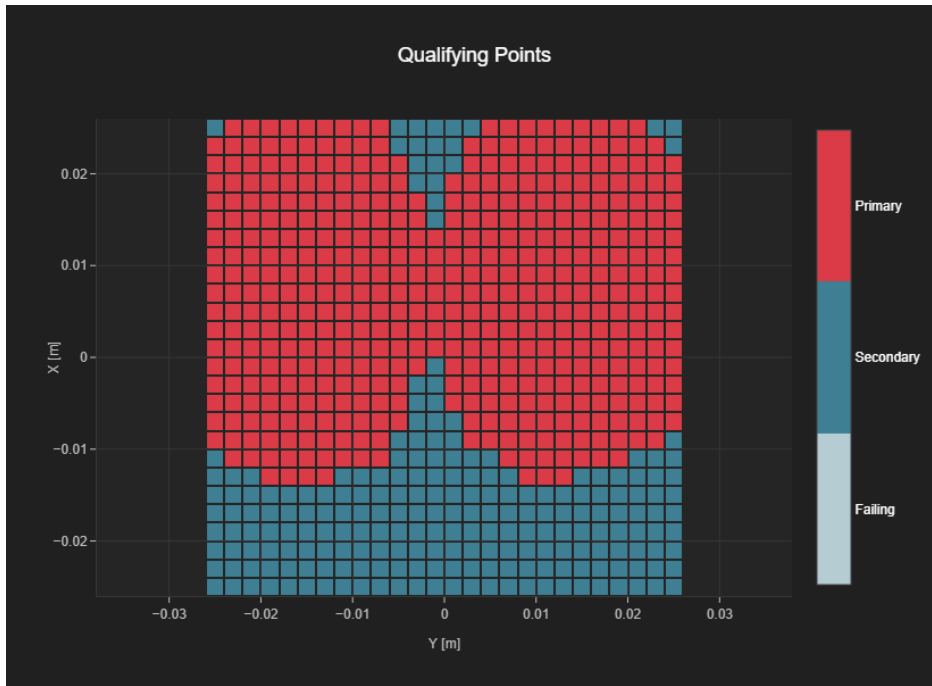 Qualifying Points
0.02
0.01
0
−0.01
−0.02
X [m]
−0.03
−0.02
−0.01
0
0.01
0.02
0.03
Y [m]
Primary
Secondary
Failing